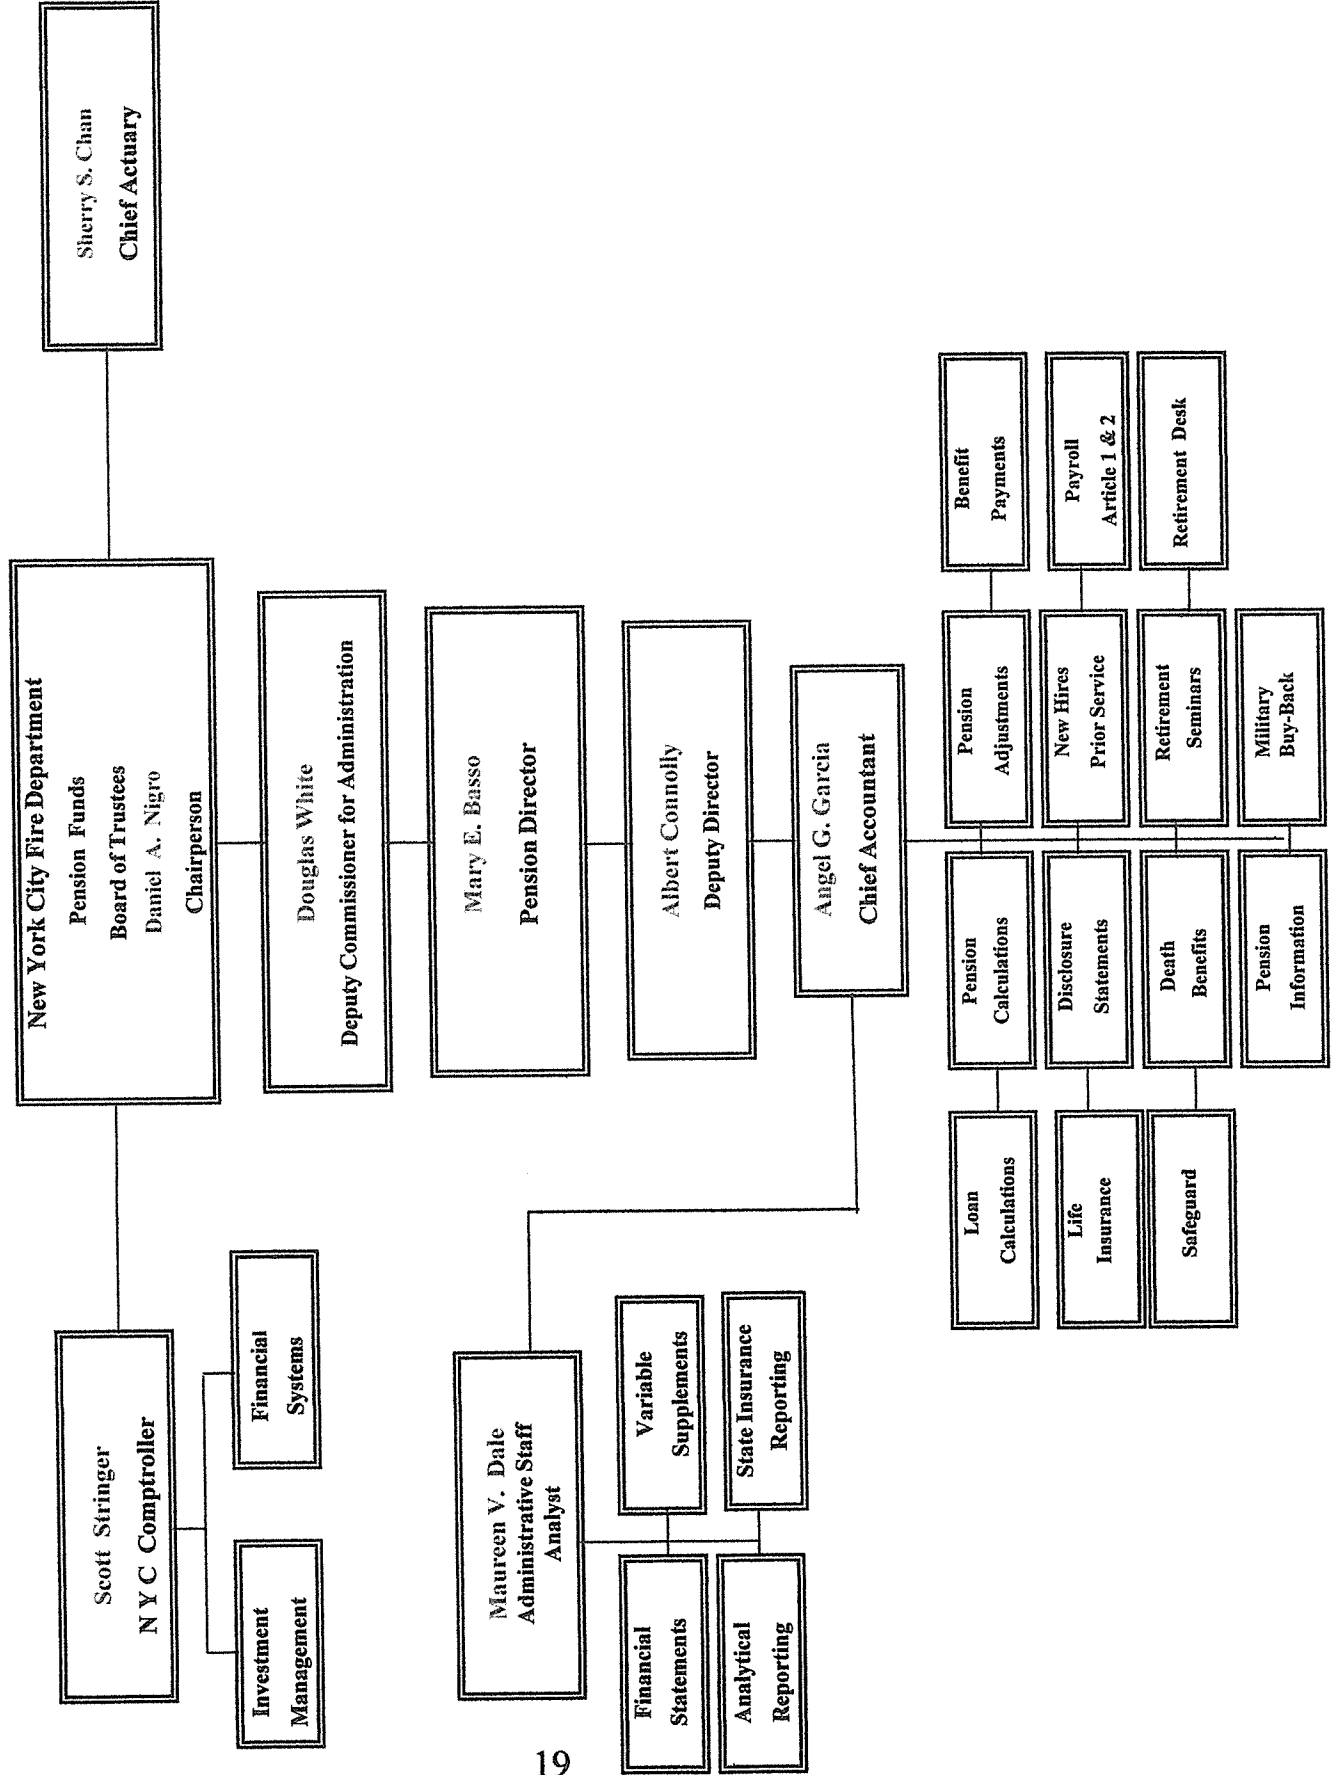 New York City Fire Department
Pension Funds
Board of Trustees
Daniel A. Nigro
Chairperson
Scott Stringer
N Y C Comptroller
Sherry S. Chan
Chief Actuary
Investment
Management
Financial
Systems
Douglas White
Deputy Commissioner for Administration
Mary E. Basso
Pension Director
Albert Connolly
Deputy Director
Angel G. Garcia
Chief Accountant
Maureen V. Dale
Administrative Staff
Analyst
Financial
Statements
Variable
Supplements
Analytical
Reporting
State Insurance
Reporting
Loan
Calculations
Pension
Calculations
Pension
Adjustments
Benefit
Payments
Life
Insurance
Disclosure
Statements
New Hires
Prior Service
Payroll
Article 1 & 2
Safeguard
Death
Benefits
Retirement
Seminars
Retirement Desk
Pension
Information
Military
Buy-Back
19